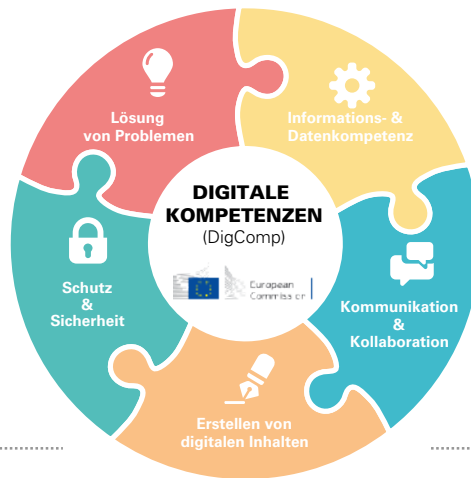 Lösung
von Problemen
Informations- &
Datenkompetenz
DIGITALE
KOMPETENZEN
(DigComp)
European
Commission
Schutz
&
Sicherheit
Kommunikation
&
Kollaboration
Erstellen von
digitalen Inhalten